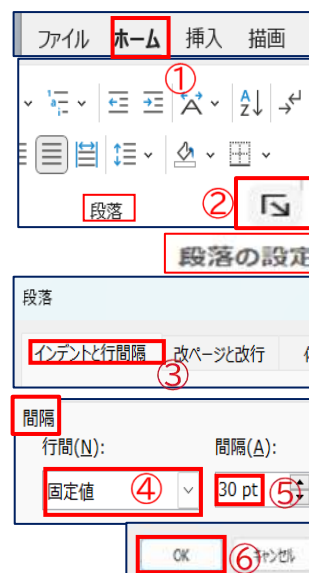 ファイル ホーム 挿入 描画
①
A
Z
段落 ②
段落の設定
段落
インデントと行間隔 改ページと改行
③
間隔
行間(N): 間隔(A):
固定値 ④ 30 pt ⑤
OK ⑥ キャンセル